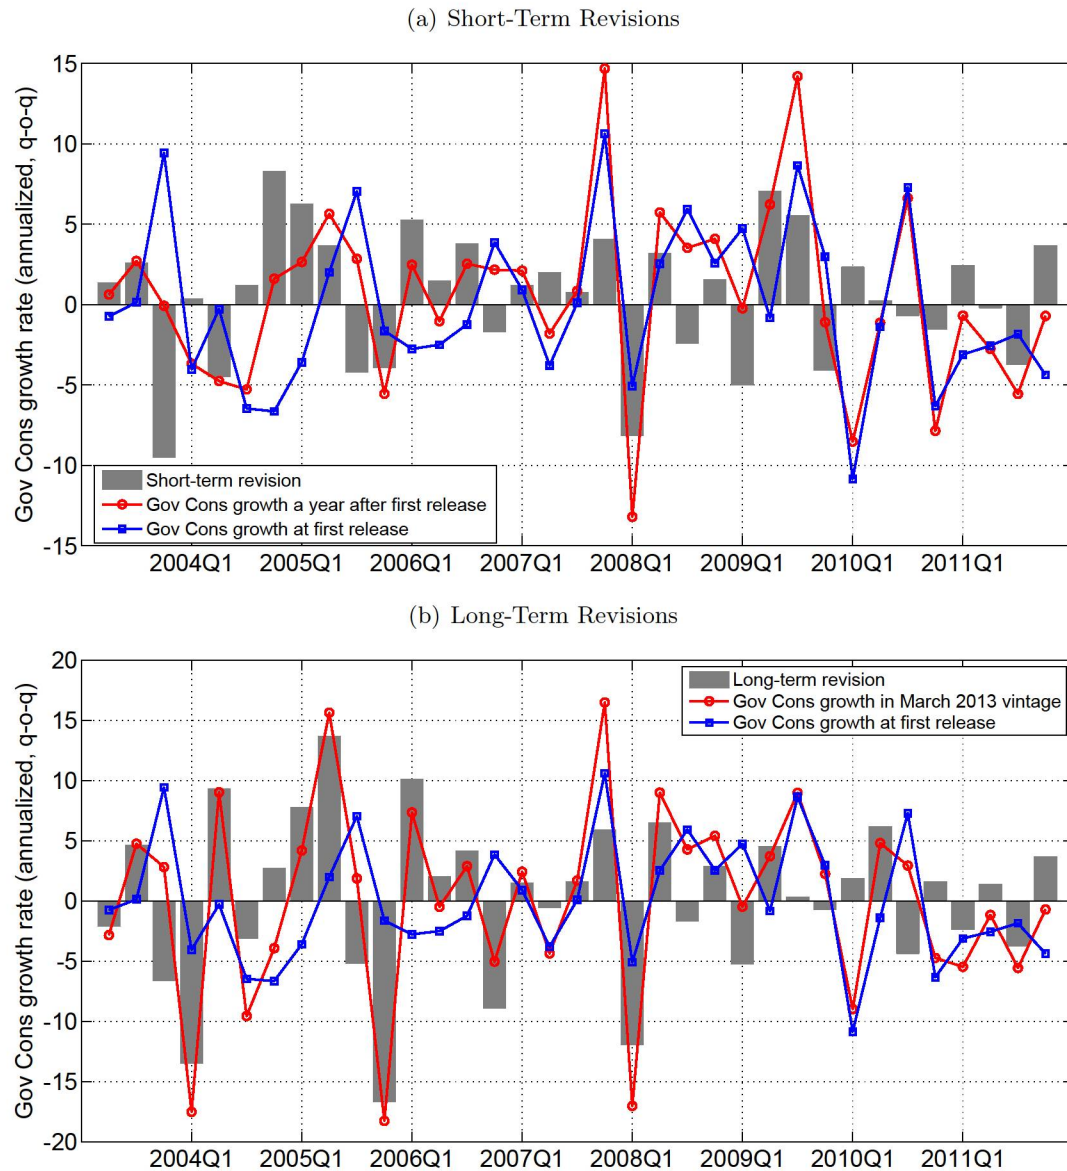 (a) Short-Term Revisions
Gov Cons growth rate (annualized, q-o-q)
15
10
5
0
-5
-10
-15
Short-term revision
Gov Cons growth a year after first release
Gov Cons growth at first release
2004Q1 2005Q1 2006Q1 2007Q1 2008Q1 2009Q1 2010Q1 2011Q1
(b) Long-Term Revisions
Gov Cons growth rate (annualized, q-o-q)
20
15
10
5
0
-5
-10
-15
-20
Long-term revision
Gov Cons growth in March 2013 vintage
Gov Cons growth at first release
2004Q1 2005Q1 2006Q1 2007Q1 2008Q1 2009Q1 2010Q1 2011Q1